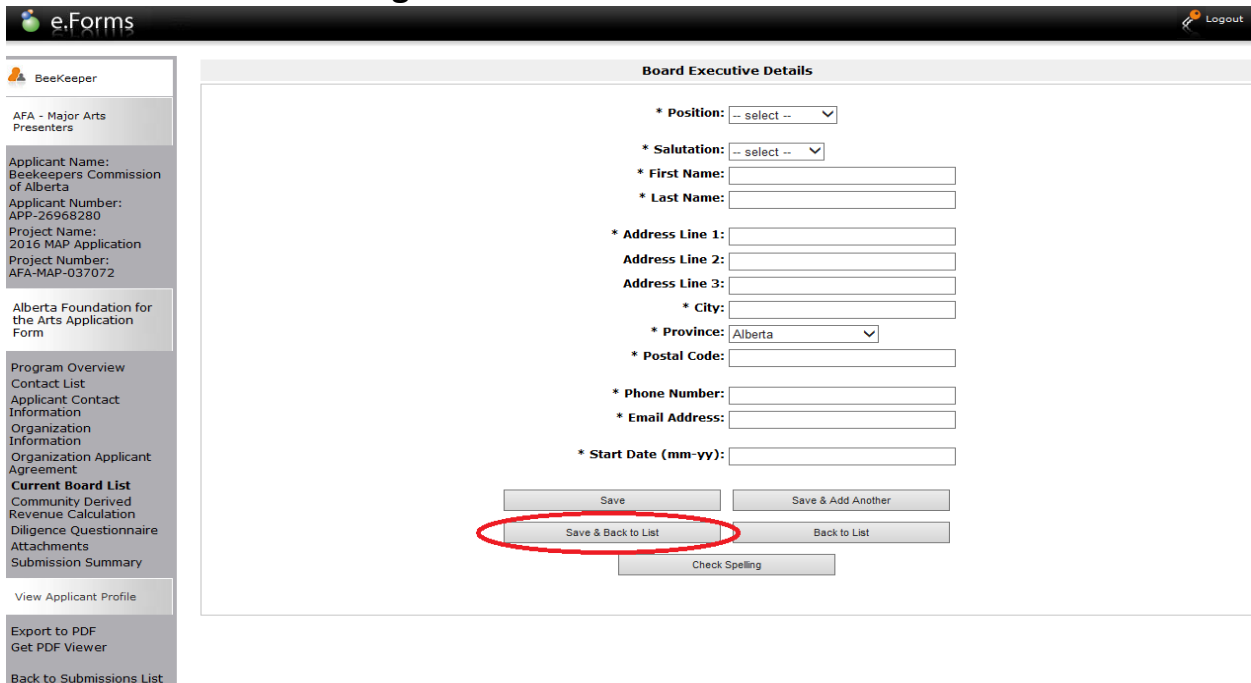 e.Forms
Logout
BeeKeeper
AFA - Major Arts
Presenters
Applicant Name:
Beekeepers Commission
of Alberta
Applicant Number:
APP-26968280
Project Name:
2016 MAP Application
Project Number:
AFA-MAP-037072
Alberta Foundation for
the Arts Application
Form
Program Overview
Contact List
Applicant Contact
Information
Organization
Information
Organization Applicant
Agreement
Current Board List
Community Derived
Revenue Calculation
Diligence Questionnaire
Attachments
Submission Summary
View Applicant Profile
Export to PDF
Get PDF Viewer
Back to Submissions List
Board Executive Details
* Position: -- select --
* Salutation: -- select --
* First Name:
* Last Name:
* Address Line 1:
Address Line 2:
Address Line 3:
* City:
* Province: Alberta
* Postal Code:
* Phone Number:
* Email Address:
* Start Date (mm-yy):
Save Save & Add Another
Save & Back to List Back to List
Check Spelling